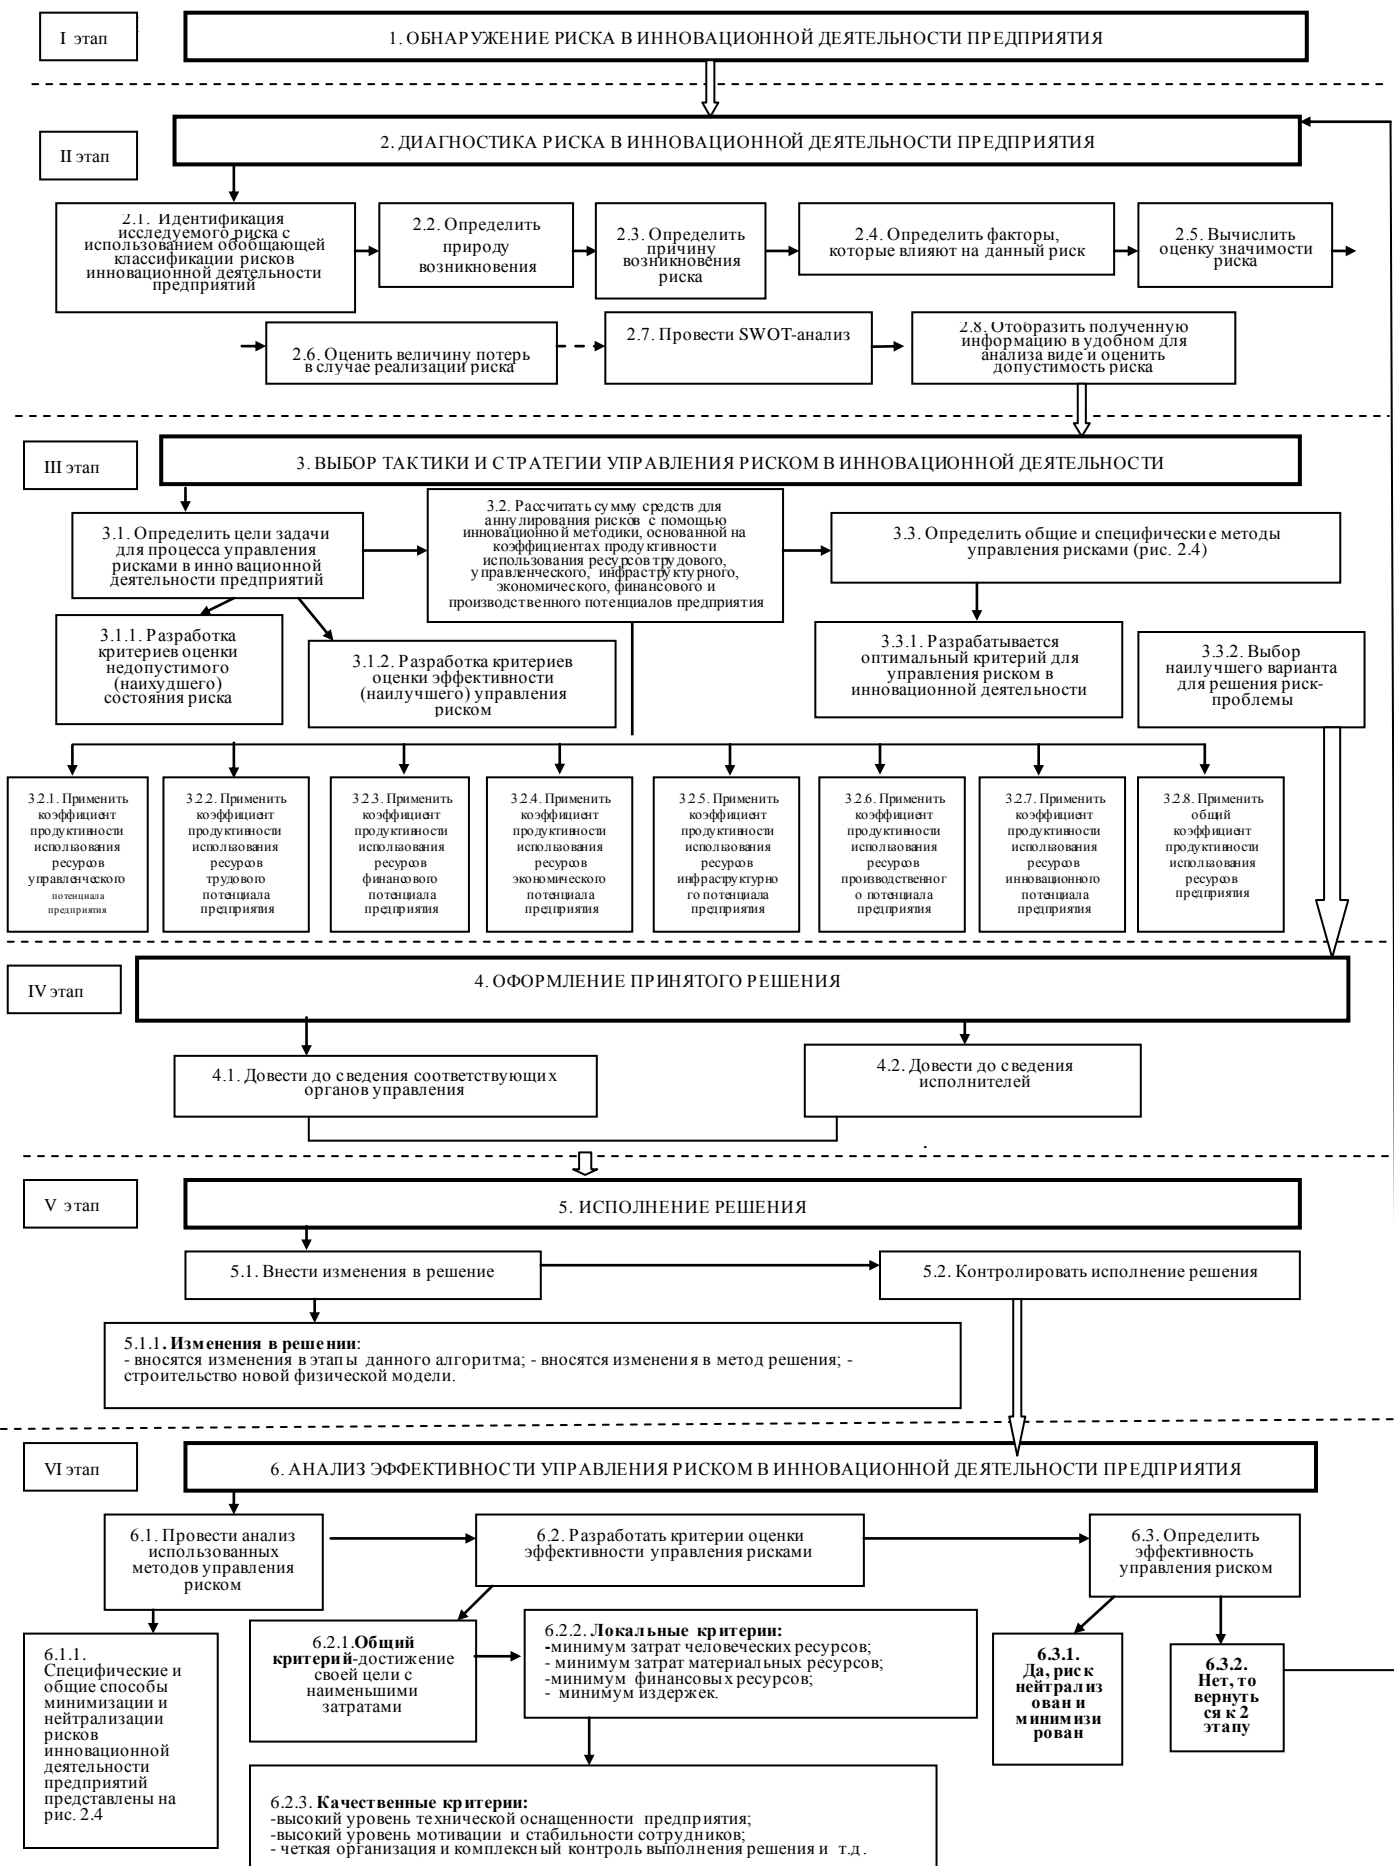 I этап
1. ОБНАРУЖЕНИЕ РИСКА В ИННОВАЦИОННОЙ ДЕЯТЕЛЬНОСТИ ПРЕДПРИЯТИЯ
II этап
2. ДИАГНОСТИКА РИСКА В ИННОВАЦИОННОЙ ДЕЯТЕЛЬНОСТИ ПРЕДПРИЯТИЯ
2.1. Идентификация
исследуемого риска с
использованием обобщающей
классификации рисков
инновационной деятельности
предприятий
2.2. Определить
природу
возникновения
2.3. Определить
причину
возникновения
риска
2.4. Определить факторы,
которые влияют на данный риск
2.5. Вычислить
оценку значимости
риска
2.6. Оценить величину потерь
в случае реализации риска
2.7. Провести SWOT-анализ
2.8. Отобразить полученную
информацию в удобном для
анализа виде и оценить
допустимость риска
III этап
3. ВЫБОР ТАКТИКИ И СТРАТЕГИИ УПРАВЛЕНИЯ РИСКОМ В ИННОВАЦИОННОЙ ДЕЯТЕЛЬНОСТИ
3.1. Определить цели задачи
для процесса управления
рисками в инновационной
деятельности предприятий
3.2. Рассчитать сумму средств для
аннулирования рисков с помощью
инновационной методики, основанной на
коэффициентах продуктивности
использования ресурсов трудового,
управленческого, инфраструктурного,
экономического, финансового и
производственного потенциалов предприятия
3.3. Определить общие и специфические методы
управления рисками (рис. 2.4)
3.1.1. Разработка
критериев оценки
недопустимого
(наихудшего)
состояния риска
3.1.2. Разработка критериев
оценки эффективности
(наилучшего) управления
риском
3.3.1. Разрабатывается
оптимальный критерий для
управления риском в
инновационной деятельности
3.3.2. Выбор
наилучшего варианта
для решения риск-
проблемы
3.2.1. Применить
коэффициент
продуктивности
использования
ресурсов
управленческого
потенциала
предприятия
3.2.2. Применить
коэффициент
продуктивности
использования
ресурсов
трудового
потенциала
предприятия
3.2.3. Применить
коэффициент
продуктивности
использования
ресурсов
финансового
потенциала
предприятия
3.2.4. Применить
коэффициент
продуктивности
использования
ресурсов
экономического
потенциала
предприятия
3.2.5. Применить
коэффициент
продуктивности
использования
ресурсов
инфраструктурно
го потенциала
предприятия
3.2.6. Применить
коэффициент
продуктивности
использования
ресурсов
производственног
о потенциала
предприятия
3.2.7. Применить
коэффициент
продуктивности
использования
ресурсов
инновационного
потенциала
предприятия
3.2.8. Применить
общий
коэффициент
продуктивности
использования
ресурсов
предприятия
IV этап
4. ОФОРМЛЕНИЕ ПРИНЯТОГО РЕШЕНИЯ
4.1. Довести до сведения соответствующих
органов управления
4.2. Довести до сведения
исполнителей
V этап
5. ИСПОЛНЕНИЕ РЕШЕНИЯ
5.1. Внести изменения в решение
5.2. Контролировать исполнение решения
5.1.1. Изменения в решении:
- вносятся изменения в этапы данного алгоритма; - вносятся изменения в метод решения; -
строительство новой физической модели.
VI этап
6. АНАЛИЗ ЭФФЕКТИВНОСТИ УПРАВЛЕНИЯ РИСКОМ В ИННОВАЦИОННОЙ ДЕЯТЕЛЬНОСТИ ПРЕДПРИЯТИЯ
6.1. Провести анализ
использованных
методов управления
риском
6.2. Разработать критерии оценки
эффективности управления рисками
6.3. Определить
эффективность
управления риском
6.1.1.
Специфические и
общие способы
минимизации и
нейтрализации
рисков
инновационной
деятельности
предприятий
представлены на
рис. 2.4
6.2.1.Общий
критерий-достижение
своей цели с
наименьшими
затратами
6.2.2. Локальные критерии:
-минимум затрат человеческих ресурсов;
- минимум затрат материальных ресурсов;
-минимум финансовых ресурсов;
- минимум издержек.
6.3.1.
Да, риск
нейтрализ
ован и
минимизи
рован
6.3.2.
Нет, то
вернуть
ся к 2
этапу
6.2.3. Качественные критерии:
-высокий уровень технической оснащенности предприятия;
-высокий уровень мотивации и стабильности сотрудников;
- четкая организация и комплексный контроль выполнения решения и т.д.